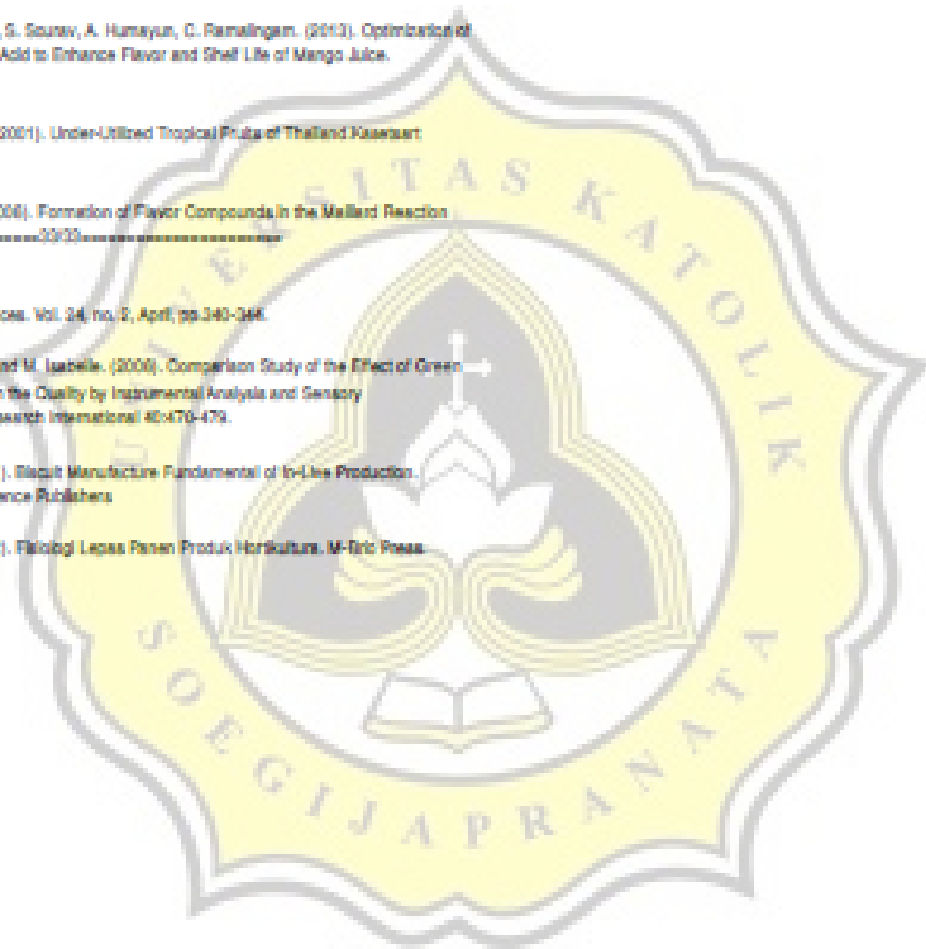 , S. Sourav, A. Humayun, C. Ramalingam. (2013). Optimization of
Acid to Enhance Flavor and Shelf Life of Mango Juice.
2001). Under-Utilized Tropical Fruits of Thailand Kasetsart
006). Formation of Flavor Compounds in the Maillard Reaction
ces. Vol. 24, no. 2, April, pp.
nd M. Isabelle. (2006). Comparison Study of the Effect of Green
n the Quality by Instrumental Analysis and Sensory
search International 40:470-479.
). Biscuit Manufacture Fundamental of In-Line Production.
ence Publishers
). Fisiologi Lepas Panen Produk Hortikultura. M-Brio Press.
UNIVERSITAS KATOLIK
SOEGIJAPRANATA